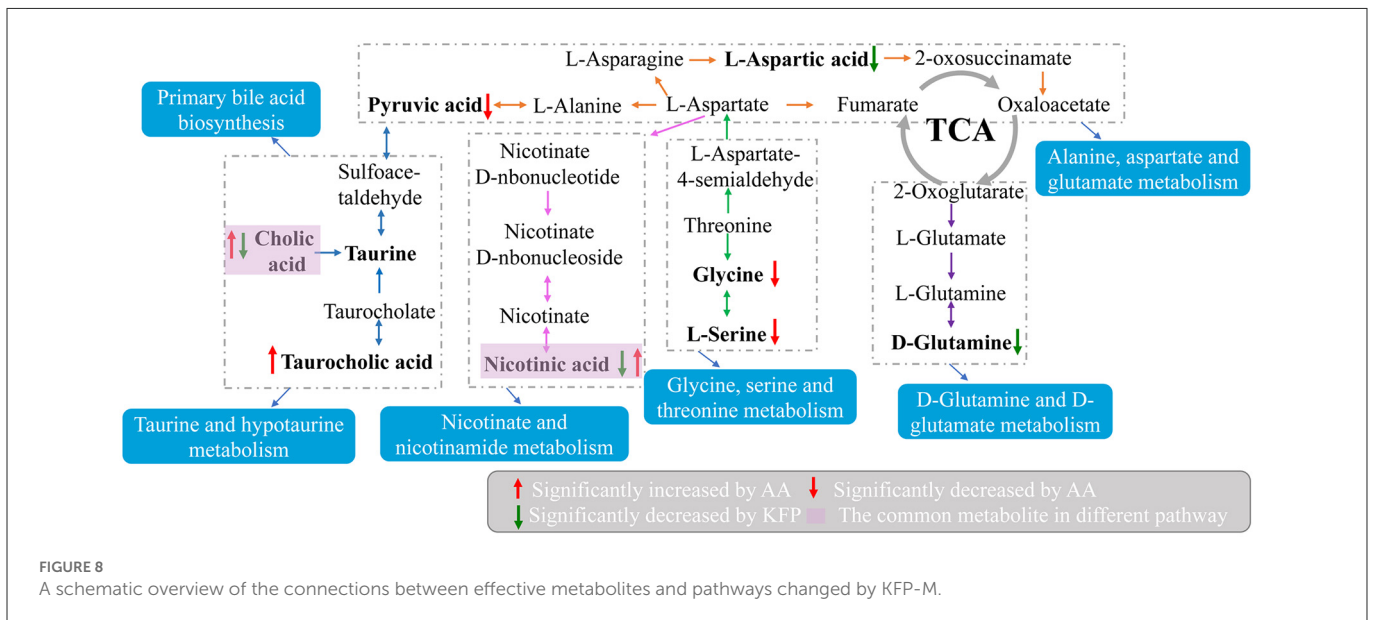 L-Asparagine
L-Aspartic acid
2-oxosuccinamate
Pyruvic acid
L-Alanine
L-Aspartate
Fumarate
Oxaloacetate
TCA
Primary bile acid
biosynthesis
Alanine, aspartate and
glutamate metabolism
Sulfoace-
taldehyde
Cholic
acid
Taurine
Taurocholate
Taurocholic acid
Taurine and hypotaurine
metabolism
Nicotinate
D-nbonucleotide
Nicotinate
D-nbonucleoside
Nicotinate
Nicotinic acid
Nicotinate and
nicotinamide metabolism
L-Aspartate-
4-semialdehyde
Threonine
Glycine
L-Serine
Glycine, serine and
threonine metabolism
2-Oxoglutarate
L-Glutamate
L-Glutamine
D-Glutamine
D-Glutamine and D-
glutamate metabolism
Significantly increased by AA
Significantly decreased by AA
Significantly decreased by KFP
The common metabolite in different pathway
FIGURE 8
A schematic overview of the connections between effective metabolites and pathways changed by KFP-M.